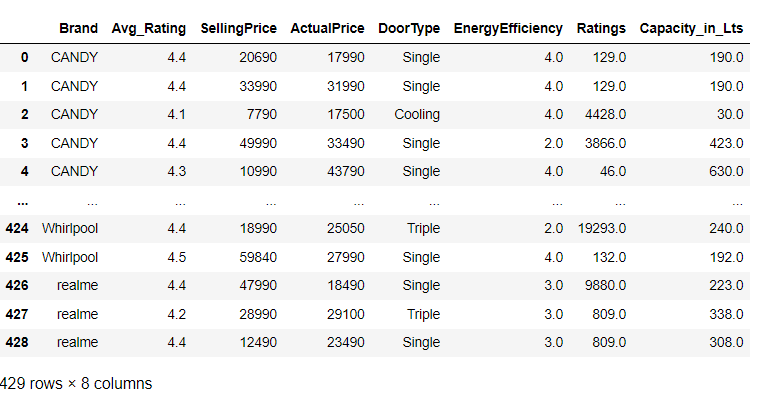 Brand Avg_Rating SellingPrice ActualPrice DoorType EnergyEfficiency Ratings Capacity_in_Lts
0 CANDY 4.4 20690 17990 Single 4.0 129.0 190.0
1 CANDY 4.4 33990 31990 Single 4.0 129.0 190.0
2 CANDY 4.1 7790 17500 Cooling 4.0 4428.0 30.0
3 CANDY 4.4 49990 33490 Single 2.0 3866.0 423.0
4 CANDY 4.3 10990 43790 Single 4.0 46.0 630.0
... ... ... ... ... ... ... ... ...
424 Whirlpool 4.4 18990 25050 Triple 2.0 19293.0 240.0
425 Whirlpool 4.5 59840 27990 Single 4.0 132.0 192.0
426 realme 4.4 47990 18490 Single 3.0 9880.0 223.0
427 realme 4.2 28990 29100 Triple 3.0 809.0 338.0
428 realme 4.4 12490 23490 Single 3.0 809.0 308.0
429 rows × 8 columns